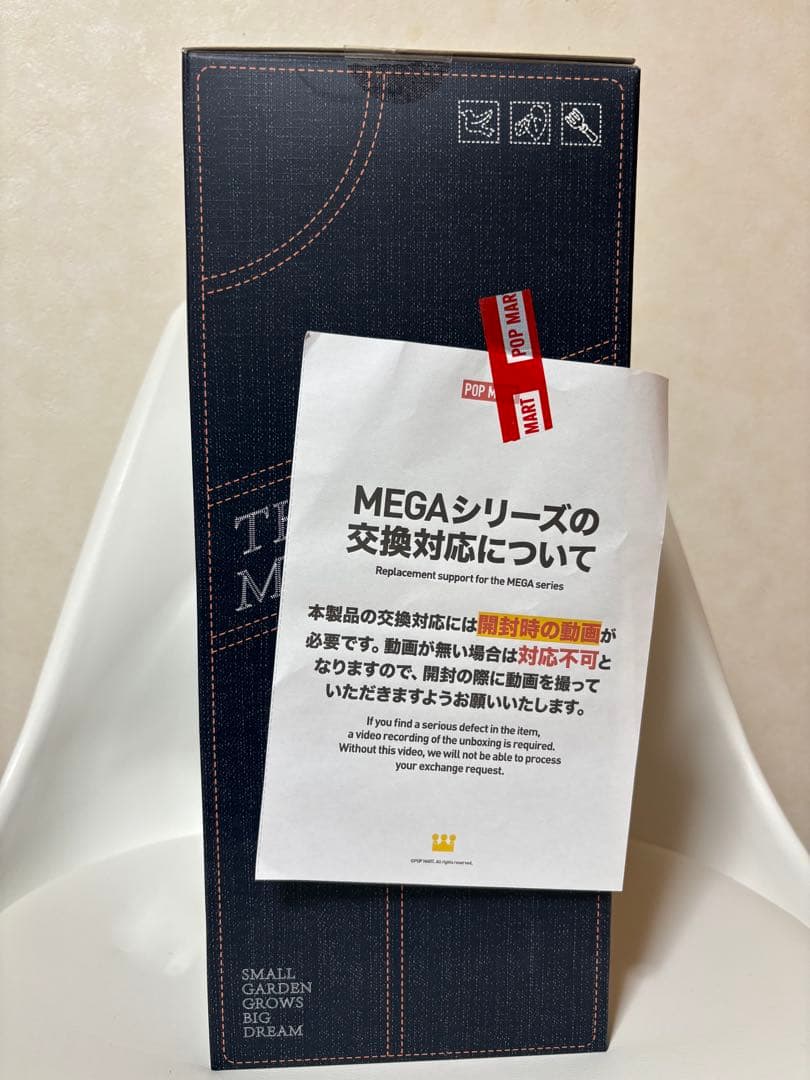 POP MAR
MART
POP M
MEGAシリーズの
交換対応について
Replacement support for the MEGA series
本製品の交換対応には開封時の動画が
必要です。動画が無い場合は対応不可と
なりますので、開封の際に動画を撮って
いただきますようお願いいたします。
If you find a serious defect in the item,
a video recording of the unboxing is required.
Without this video, we will not be able to process
your exchange request.
©POP MART. All rights reserved.
SMALL
GARDEN
GROWS
BIG
DREAM